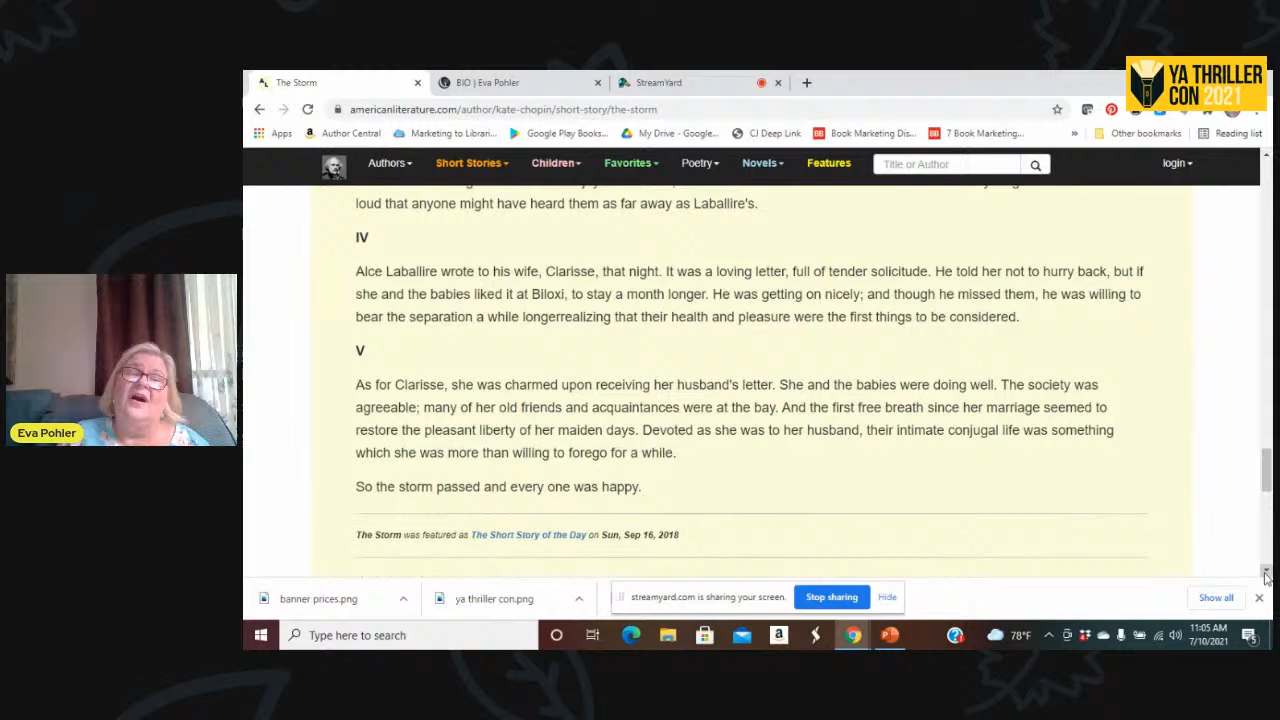 YA THRILLER
CON 2021
The Storm
BIO | Eva Pohler
StreamYard
americanliterature.com/author/kate-chopin/short-story/the-storm
Apps
Author Central
Marketing to Librari...
Google Play Books...
My Drive - Google...
CJ Deep Link
Book Marketing Dis...
7 Book Marketing...
»
Other bookmarks
Reading list
Authors
Short Stories
Children
Favorites
Poetry
Novels
Features
Title or Author
login
loud that anyone might have heard them as far away as Laballire's.
IV
Alce Laballire wrote to his wife, Clarisse, that night. It was a loving letter, full of tender solicitude. He told her not to hurry back, but if
she and the babies liked it at Biloxi, to stay a month longer. He was getting on nicely; and though he missed them, he was willing to
bear the separation a while longerrealizing that their health and pleasure were the first things to be considered.
V
As for Clarisse, she was charmed upon receiving her husband's letter. She and the babies were doing well. The society was
agreeable; many of her old friends and acquaintances were at the bay. And the first free breath since her marriage seemed to
restore the pleasant liberty of her maiden days. Devoted as she was to her husband, their intimate conjugal life was something
which she was more than willing to forego for a while.
So the storm passed and every one was happy.
The Storm was featured as The Short Story of the Day on Sun, Sep 16, 2018
Eva Pohler
banner prices.png
ya thriller con.png
streamyard.com is sharing your screen.
Stop sharing
Hide
Show all
Type here to search
78°F
11:05 AM
7/10/2021
5